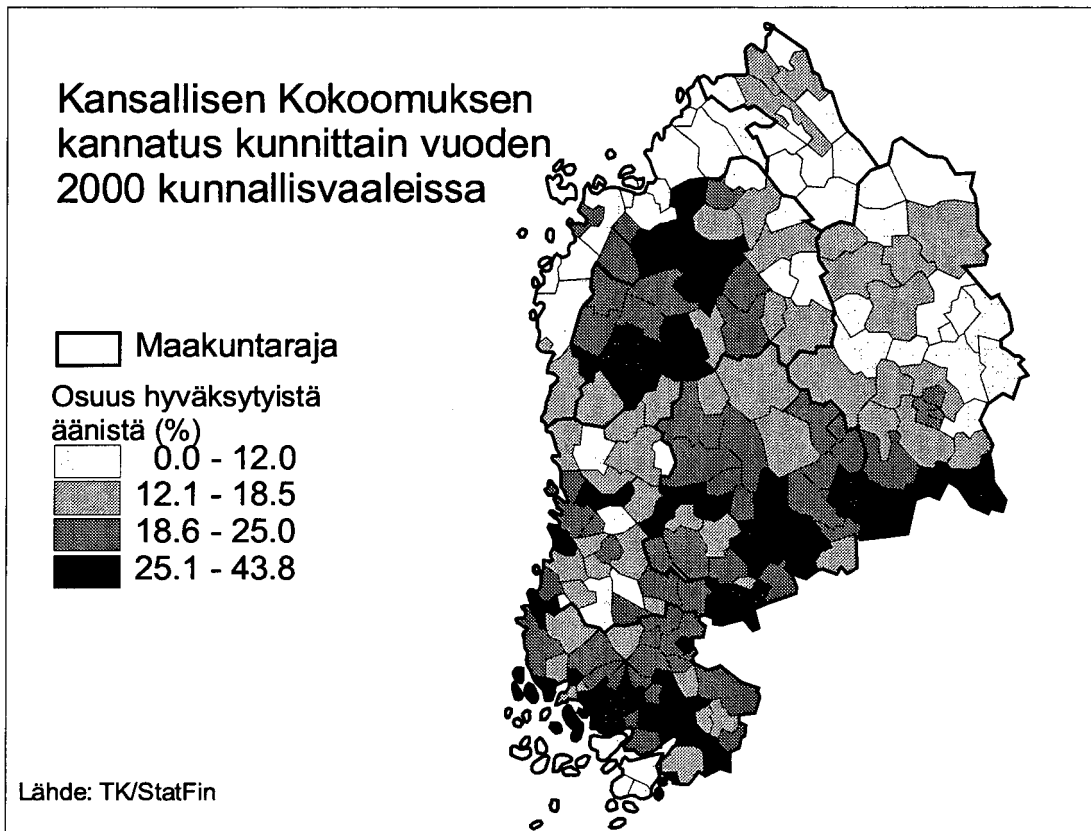 Kansallisen Kokoomuksen
kannatus kunnittain vuoden
2000 kunnallisvaaleissa
Maakuntaraja
Osuus hyväksytyistä
äänistä (%)
0.0 - 12.0
12.1 - 18.5
18.6 - 25.0
25.1 - 43.8
Lähde: TK/StatFin